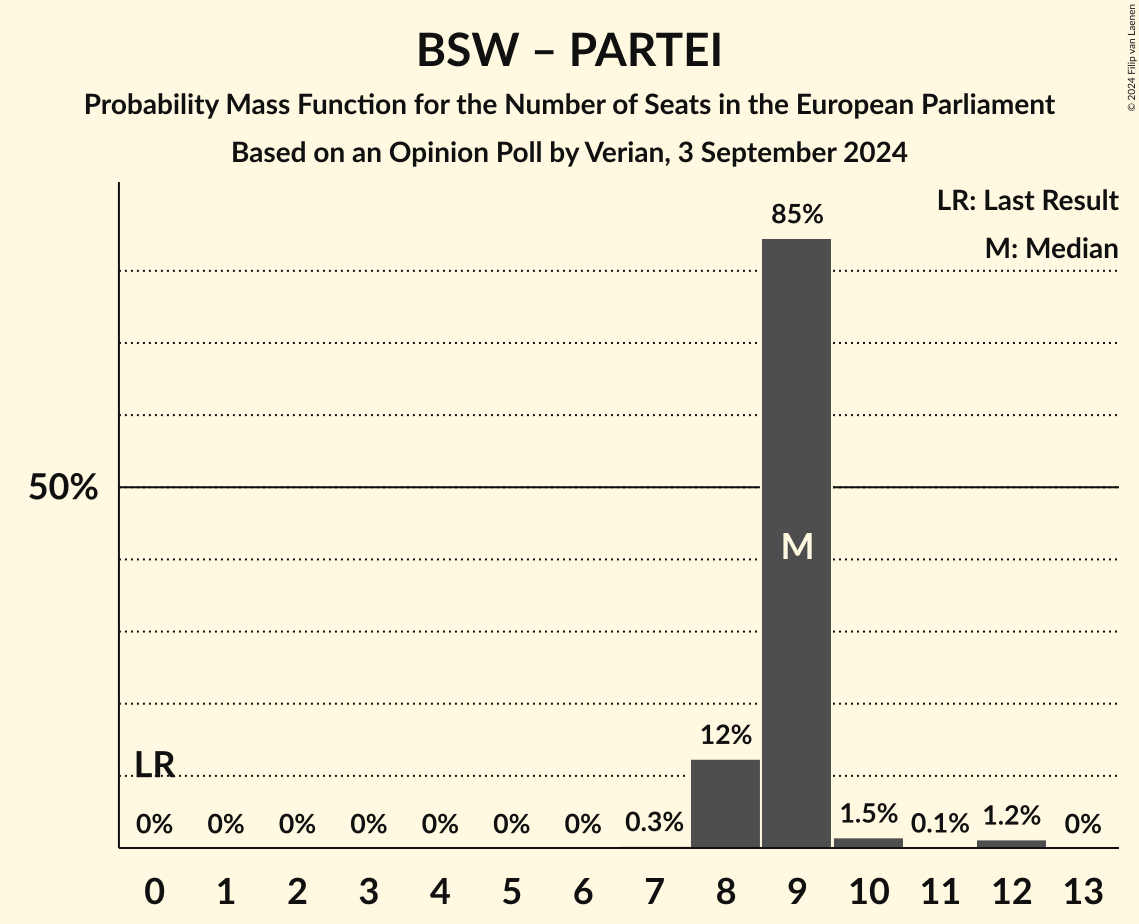 BSW – PARTEI
Probability Mass Function for the Number of Seats in the European Parliament
Based on an Opinion Poll by Verian, 3 September 2024
© 2024 Filip van Laenen
LR: Last Result
M: Median
85%
50%
M
12%
LR
0% 0% 0% 0% 0% 0% 0% 0.3% 1.5% 0.1% 1.2% 0%
0 1 2 3 4 5 6 7 8 9 10 11 12 13